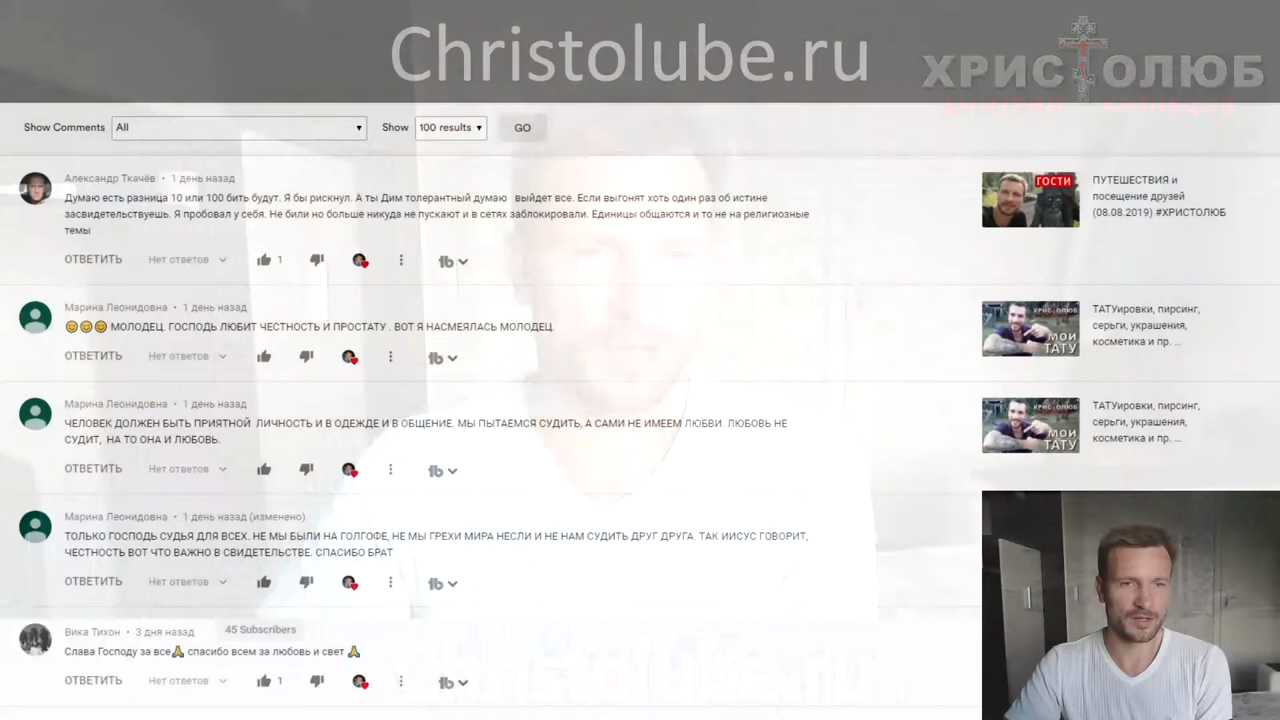 Christolube.ru
ХРИСТОЛЮБ
Show Comments All Show 100 results GO
Александр Ткачёв • 1 день назад
Думаю есть разница 10 или 100 бить будут. Я бы рискнул. А ты Дим толерантный думаю выйдет все. Если выгонят хоть один раз об истине
засвидетельствуешь. Я пробовал у себя. Не били но больше никуда не пускают и в сетях заблокировали. Единицы общаются и то не на религиозные
темы
ОТВЕТИТЬ Нет ответов 1
ПУТЕШЕСТВИЯ и
посещение друзей
(08.08.2019) #ХРИСТОЛЮБ
ГОСТИ
Марина Леонидовна • 1 день назад
МОЛОДЕЦ. ГОСПОДЬ ЛЮБИТ ЧЕСТНОСТЬ И ПРОСТАТУ . ВОТ Я НАСМЕЯЛАСЬ МОЛОДЕЦ.
ОТВЕТИТЬ Нет ответов
ХРИСТОЛЮБ
МОИ
ТАТУ
ТАТУировки, пирсинг,
серьги, украшения,
косметика и пр. ...
Марина Леонидовна • 1 день назад
ЧЕЛОВЕК ДОЛЖЕН БЫТЬ ПРИЯТНОЙ ЛИЧНОСТЬ И В ОДЕЖДЕ И В ОБЩЕНИЕ. МЫ ПЫТАЕМСЯ СУДИТЬ, А САМИ НЕ ИМЕЕМ ЛЮБВИ. ЛЮБОВЬ НЕ
СУДИТ, НА ТО ОНА И ЛЮБОВЬ.
ОТВЕТИТЬ Нет ответов
ХРИСТОЛЮБ
МОИ
ТАТУ
ТАТУировки, пирсинг,
серьги, украшения,
косметика и пр. ...
Марина Леонидовна • 1 день назад (изменено)
ТОЛЬКО ГОСПОДЬ СУДЬЯ ДЛЯ ВСЕХ. НЕ МЫ БЫЛИ НА ГОЛГОФЕ, НЕ МЫ ГРЕХИ МИРА НЕСЛИ И НЕ НАМ СУДИТЬ ДРУГ ДРУГА. ТАК ИИСУС ГОВОРИТ,
ЧЕСТНОСТЬ ВОТ ЧТО ВАЖНО В СВИДЕТЕЛЬСТВЕ. СПАСИБО БРАТ
ОТВЕТИТЬ Нет ответов
Вика Тихон • 3 дня назад 45 Subscribers
Слава Господу за все🙏 спасибо всем за любовь и свет 🙏
ОТВЕТИТЬ Нет ответов 1
Christolube.ru